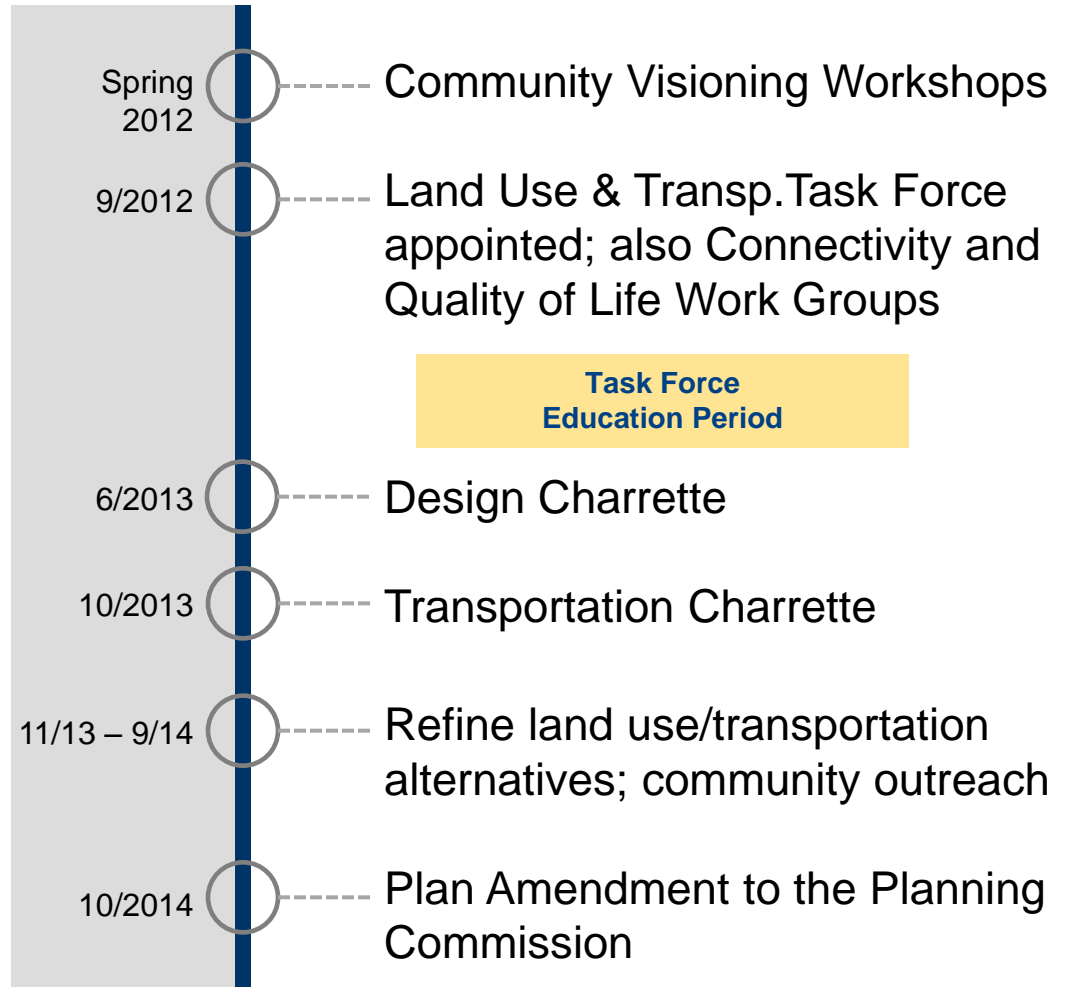 Spring
2012
Community Visioning Workshops
9/2012
Land Use & Transp.Task Force
appointed; also Connectivity and
Quality of Life Work Groups
Task Force
Education Period
6/2013
Design Charrette
10/2013
Transportation Charrette
11/13 – 9/14
Refine land use/transportation
alternatives; community outreach
10/2014
Plan Amendment to the Planning
Commission